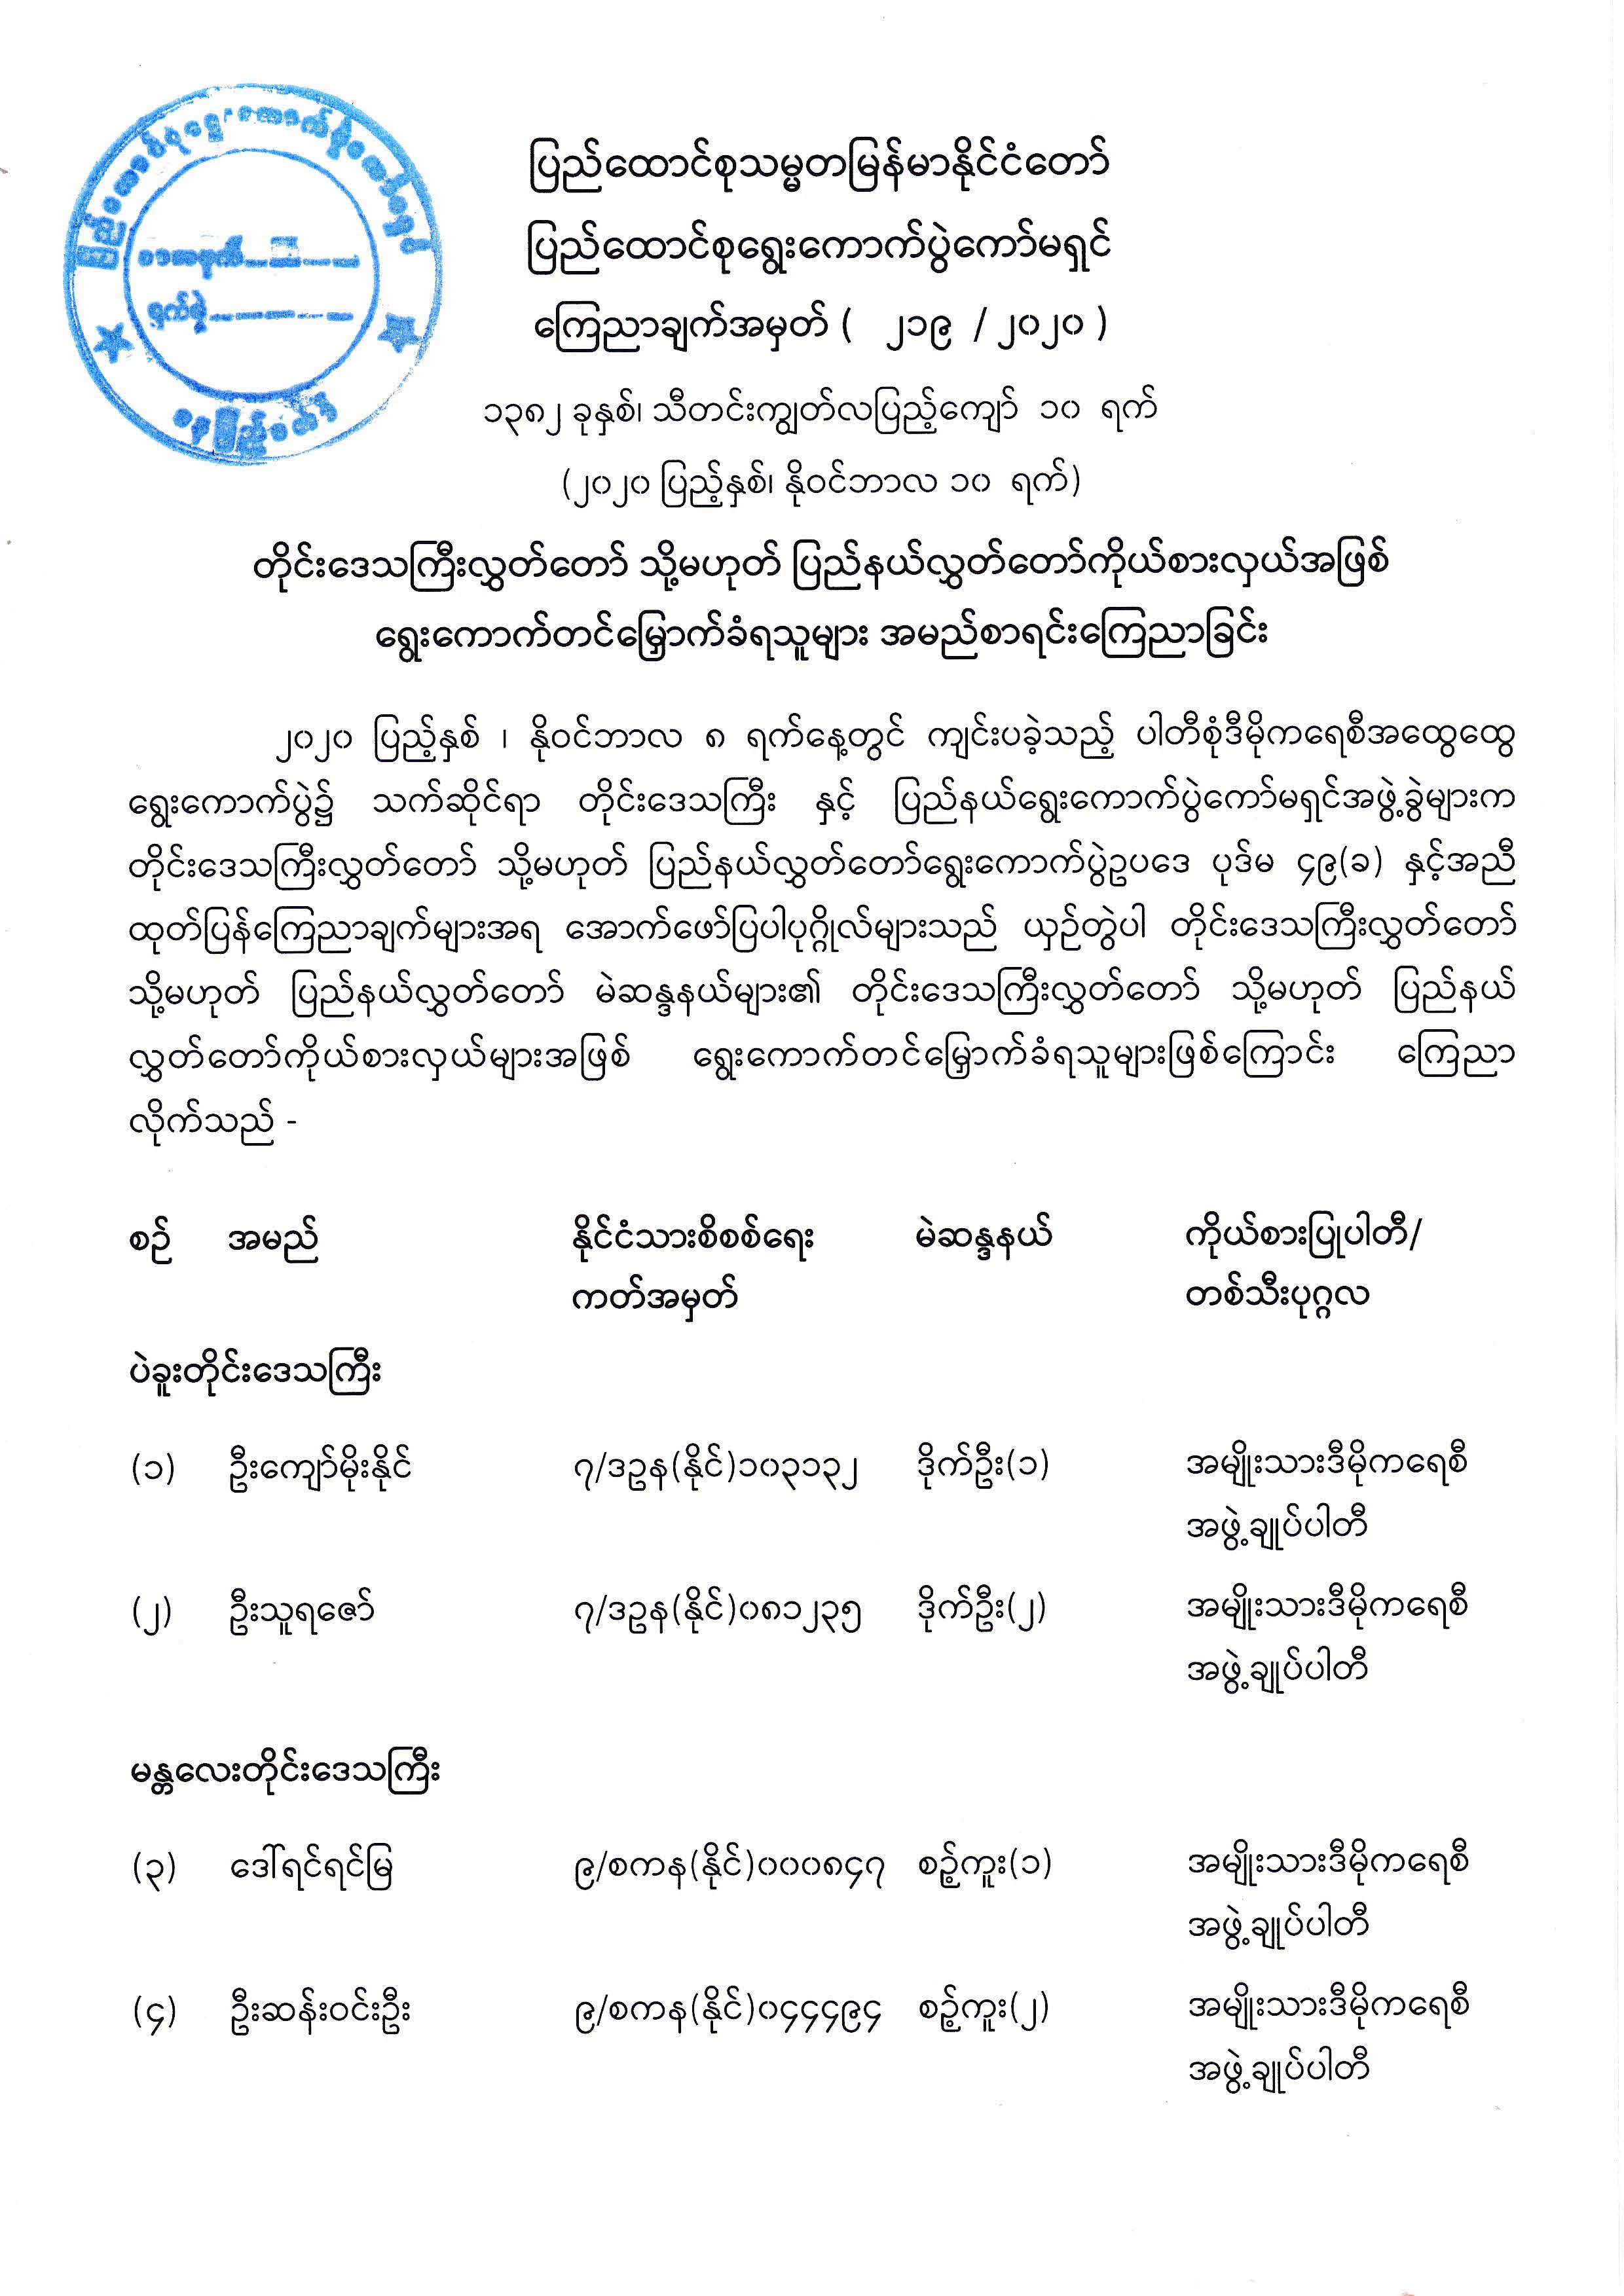 ပြည်ထောင်စုရွေးကောက်ပွဲကော်မရှင်
စာအမှတ်
ရက်စွဲ
နေပြည်တော်
ပြည်ထောင်စုသမ္မတမြန်မာနိုင်ငံတော်
ပြည်ထောင်စုရွေးကောက်ပွဲကော်မရှင်
ကြေညာချက်အမှတ် ( ၂၁၉ / ၂၀၂၀ )
၁၃၈၂ ခုနှစ်၊ သီတင်းကျွတ်လပြည့်ကျော် ၁၀ ရက်
(၂၀၂၀ ပြည့်နှစ်၊ နိုဝင်ဘာလ ၁၀ ရက်)
တိုင်းဒေသကြီးလွှတ်တော် သို့မဟုတ် ပြည်နယ်လွှတ်တော်ကိုယ်စားလှယ်အဖြစ်
ရွေးကောက်တင်မြှောက်ခံရသူများ အမည်စာရင်းကြေညာခြင်း
၂၀၂၀ ပြည့်နှစ် ၊ နိုဝင်ဘာလ ၈ ရက်နေ့တွင် ကျင်းပခဲ့သည့် ပါတီစုံဒီမိုကရေစီအထွေထွေ
ရွေးကောက်ပွဲ၌ သက်ဆိုင်ရာ တိုင်းဒေသကြီး နှင့် ပြည်နယ်ရွေးကောက်ပွဲကော်မရှင်အဖွဲ့ခွဲများက
တိုင်းဒေသကြီးလွှတ်တော် သို့မဟုတ် ပြည်နယ်လွှတ်တော်ရွေးကောက်ပွဲဥပဒေ ပုဒ်မ ၄၉(ခ) နှင့်အညီ
ထုတ်ပြန်ကြေညာချက်များအရ အောက်ဖော်ပြပါပုဂ္ဂိုလ်များသည် ယှဉ်တွဲပါ တိုင်းဒေသကြီးလွှတ်တော်
သို့မဟုတ် ပြည်နယ်လွှတ်တော် မဲဆန္ဒနယ်များ၏ တိုင်းဒေသကြီးလွှတ်တော် သို့မဟုတ် ပြည်နယ်
လွှတ်တော်ကိုယ်စားလှယ်များအဖြစ် ရွေးကောက်တင်မြှောက်ခံရသူများဖြစ်ကြောင်း ကြေညာ
လိုက်သည် -
စဉ် အမည် နိုင်ငံသားစိစစ်ရေး မဲဆန္ဒနယ် ကိုယ်စားပြုပါတီ/
ကတ်အမှတ် တစ်သီးပုဂ္ဂလ
ပဲခူးတိုင်းဒေသကြီး
(၁) ဦးကျော်မိုးနိုင် ၇/ဒဥန(နိုင်)၁၀၃၁၃၂ ဒိုက်ဦး(၁) အမျိုးသားဒီမိုကရေစီ
အဖွဲ့ချုပ်ပါတီ
(၂) ဦးသူရဇော် ၇/ဒဥန(နိုင်)၀၈၁၂၃၅ ဒိုက်ဦး(၂) အမျိုးသားဒီမိုကရေစီ
အဖွဲ့ချုပ်ပါတီ
မန္တလေးတိုင်းဒေသကြီး
(၃) ဒေါ်ရင်ရင်မြ ၉/စကန(နိုင်)၀၀၀၈၄၇ စဉ့်ကူး(၁) အမျိုးသားဒီမိုကရေစီ
အဖွဲ့ချုပ်ပါတီ
(၄) ဦးဆန်းဝင်းဦး ၉/စကန(နိုင်)၀၄၄၄၉၄ စဉ့်ကူး(၂) အမျိုးသားဒီမိုကရေစီ
အဖွဲ့ချုပ်ပါတီ